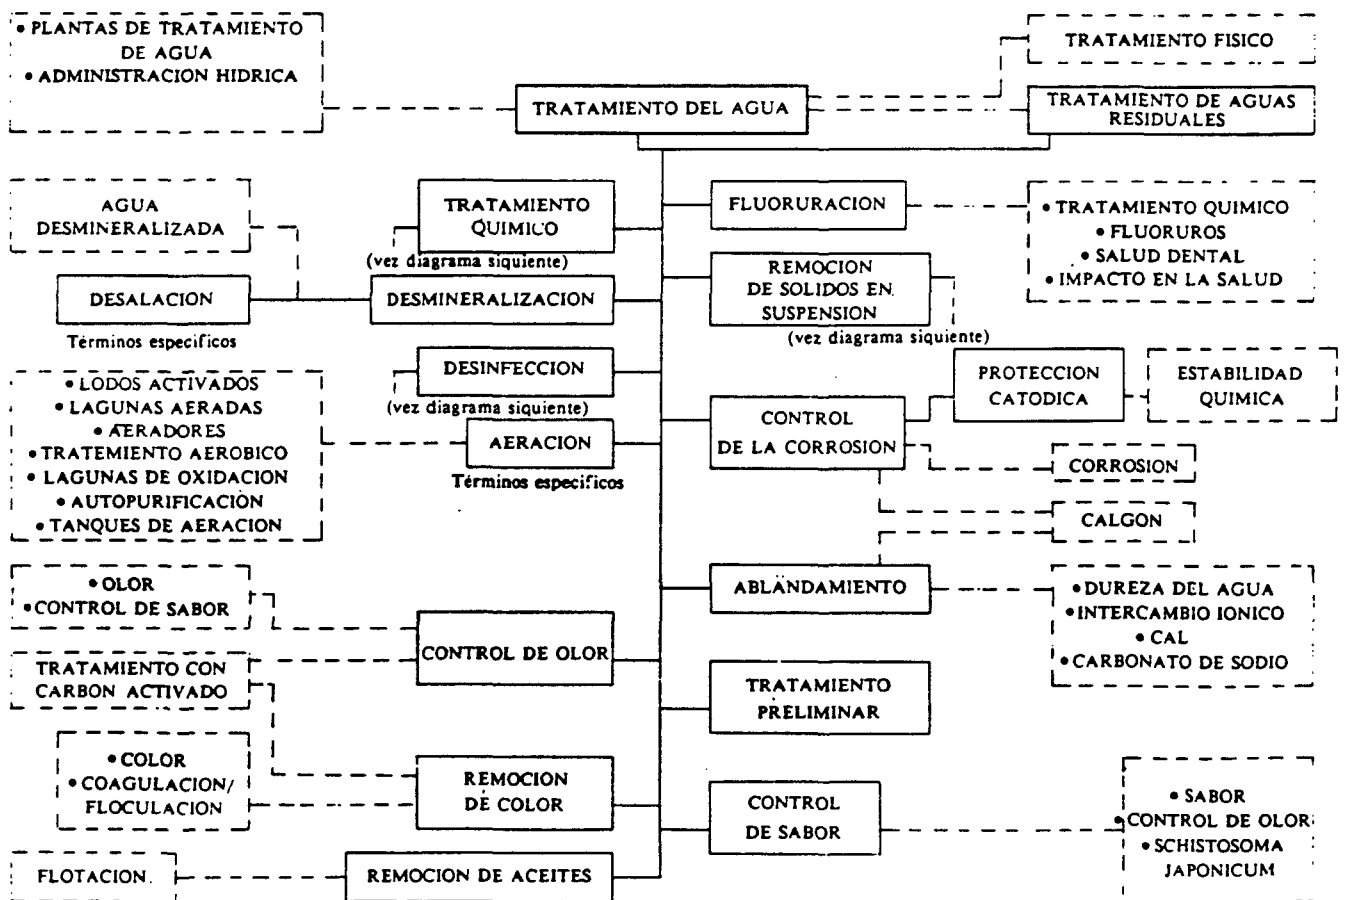 • PLANTAS DE TRATAMIENTO
DE AGUA
• ADMINISTRACION HIDRICA
TRATAMIENTO DEL AGUA
TRATAMIENTO FISICO
TRATAMIENTO DE AGUAS
RESIDUALES
AGUA
DESMINERALIZADA
TRATAMIENTO
QUIMICO
(vez diagrama siquiente)
DESALACION
Términos especificos
DESMINERALIZACION
DESINFECCION
(vez diagrama siquiente)
• LODOS ACTIVADOS
• LAGUNAS AERADAS
• AERADORES
• TRATEMIENTO AEROBICO
• LAGUNAS DE OXIDACION
• AUTOPURIFICACION
• TANQUES DE AERACION
AERACION
Términos especificos
• OLOR
• CONTROL DE SABOR
CONTROL DE OLOR
TRATAMIENTO CON
CARBON ACTIVADO
• COLOR
• COAGULACION/
FLOCULACION
REMOCION
DE COLOR
FLOTACION.
REMOCION DE ACEITES
FLUORURACION
• TRATAMIENTO QUIMICO
• FLUORUROS
• SALUD DENTAL
• IMPACTO EN LA SALUD
REMOCION
DE SOLIDOS EN
SUSPENSION
(vez diagrama siquiente)
PROTECCION
CATODICA
ESTABILIDAD
QUIMICA
CONTROL
DE LA CORROSION
CORROSION
CALGON
ABLANDAMIENTO
• DUREZA DEL AGUA
• INTERCAMBIO IONICO
• CAL
• CARBONATO DE SODIO
TRATAMIENTO
PRELIMINAR
CONTROL
DE SABOR
• SABOR
• CONTROL DE OLOR
• SCHISTOSOMA
JAPONICUM